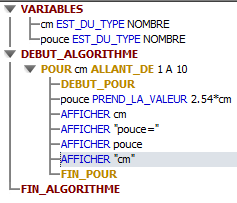 VARIABLES
cm EST_DU_TYPE NOMBRE
pouce EST_DU_TYPE NOMBRE
DEBUT_ALGORITHME
POUR cm ALLANT_DE 1 A 10
DEBUT_POUR
pouce PREND_LA_VALEUR 2.54*cm
AFFICHER cm
AFFICHER "pouce="
AFFICHER pouce
AFFICHER "cm"
FIN_POUR
FIN_ALGORITHME